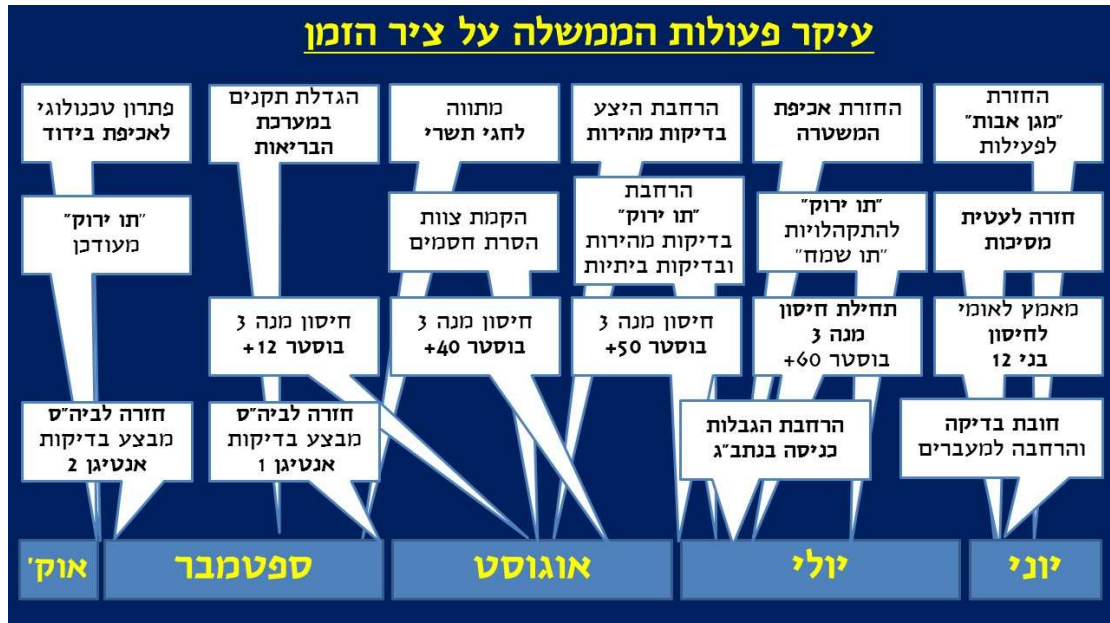 עיקר פעולות הממשלה על ציר הזמן
החזרת
"מגן אבות"
לפעילות
החזרת אכיפת
המשטרה
הרחבת היצע
בדיקות מהירות
מתווה
לחגי תשרי
הגדלת תקנים
במערכת
הבריאות
פתרון טכנולוגי
לאכיפת בידוד
חזרה לעטית
מסיכות
"תו ירוק"
להתקהלויות
"תו שמח"
הרחבת
"תו ירוק"
בדיקות מהירות
ובדיקות ביתיות
הקמת צוות
הסרת חסמים
"תו ירוק"
מעודכן
מאמץ לאומי
לחיסון
בני 12
תחילת חיסון
מנה 3
בוסטר 60+
חיסון מנה 3
בוסטר 50+
חיסון מנה 3
בוסטר 40+
חיסון מנה 3
בוסטר 12+
חובת בדיקה
והרחבה למעברים
הרחבת הגבלות
כניסה בנתב"ג
חזרה לביה"ס
מבצע בדיקות
אנטיגן 1
חזרה לביה"ס
מבצע בדיקות
אנטיגן 2
יוני
יולי
אוגוסט
ספטמבר
אוק'